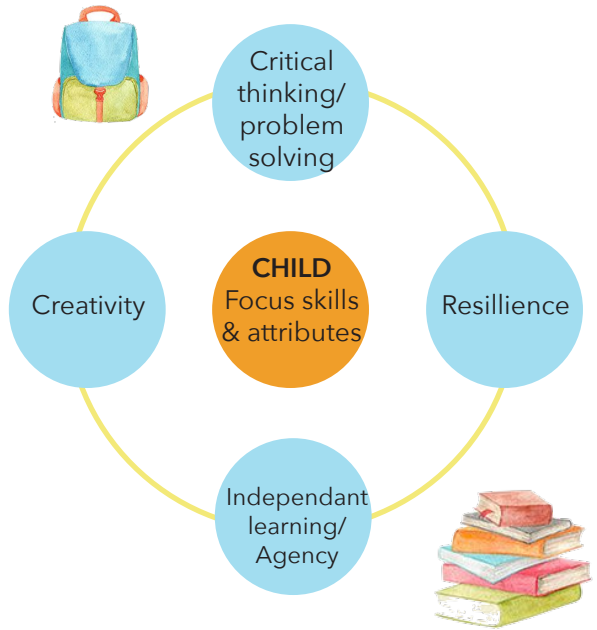 Critical
thinking/
problem
solving
Creativity
CHILD
Focus skills
& attributes
Resillience
Independant
learning/
Agency